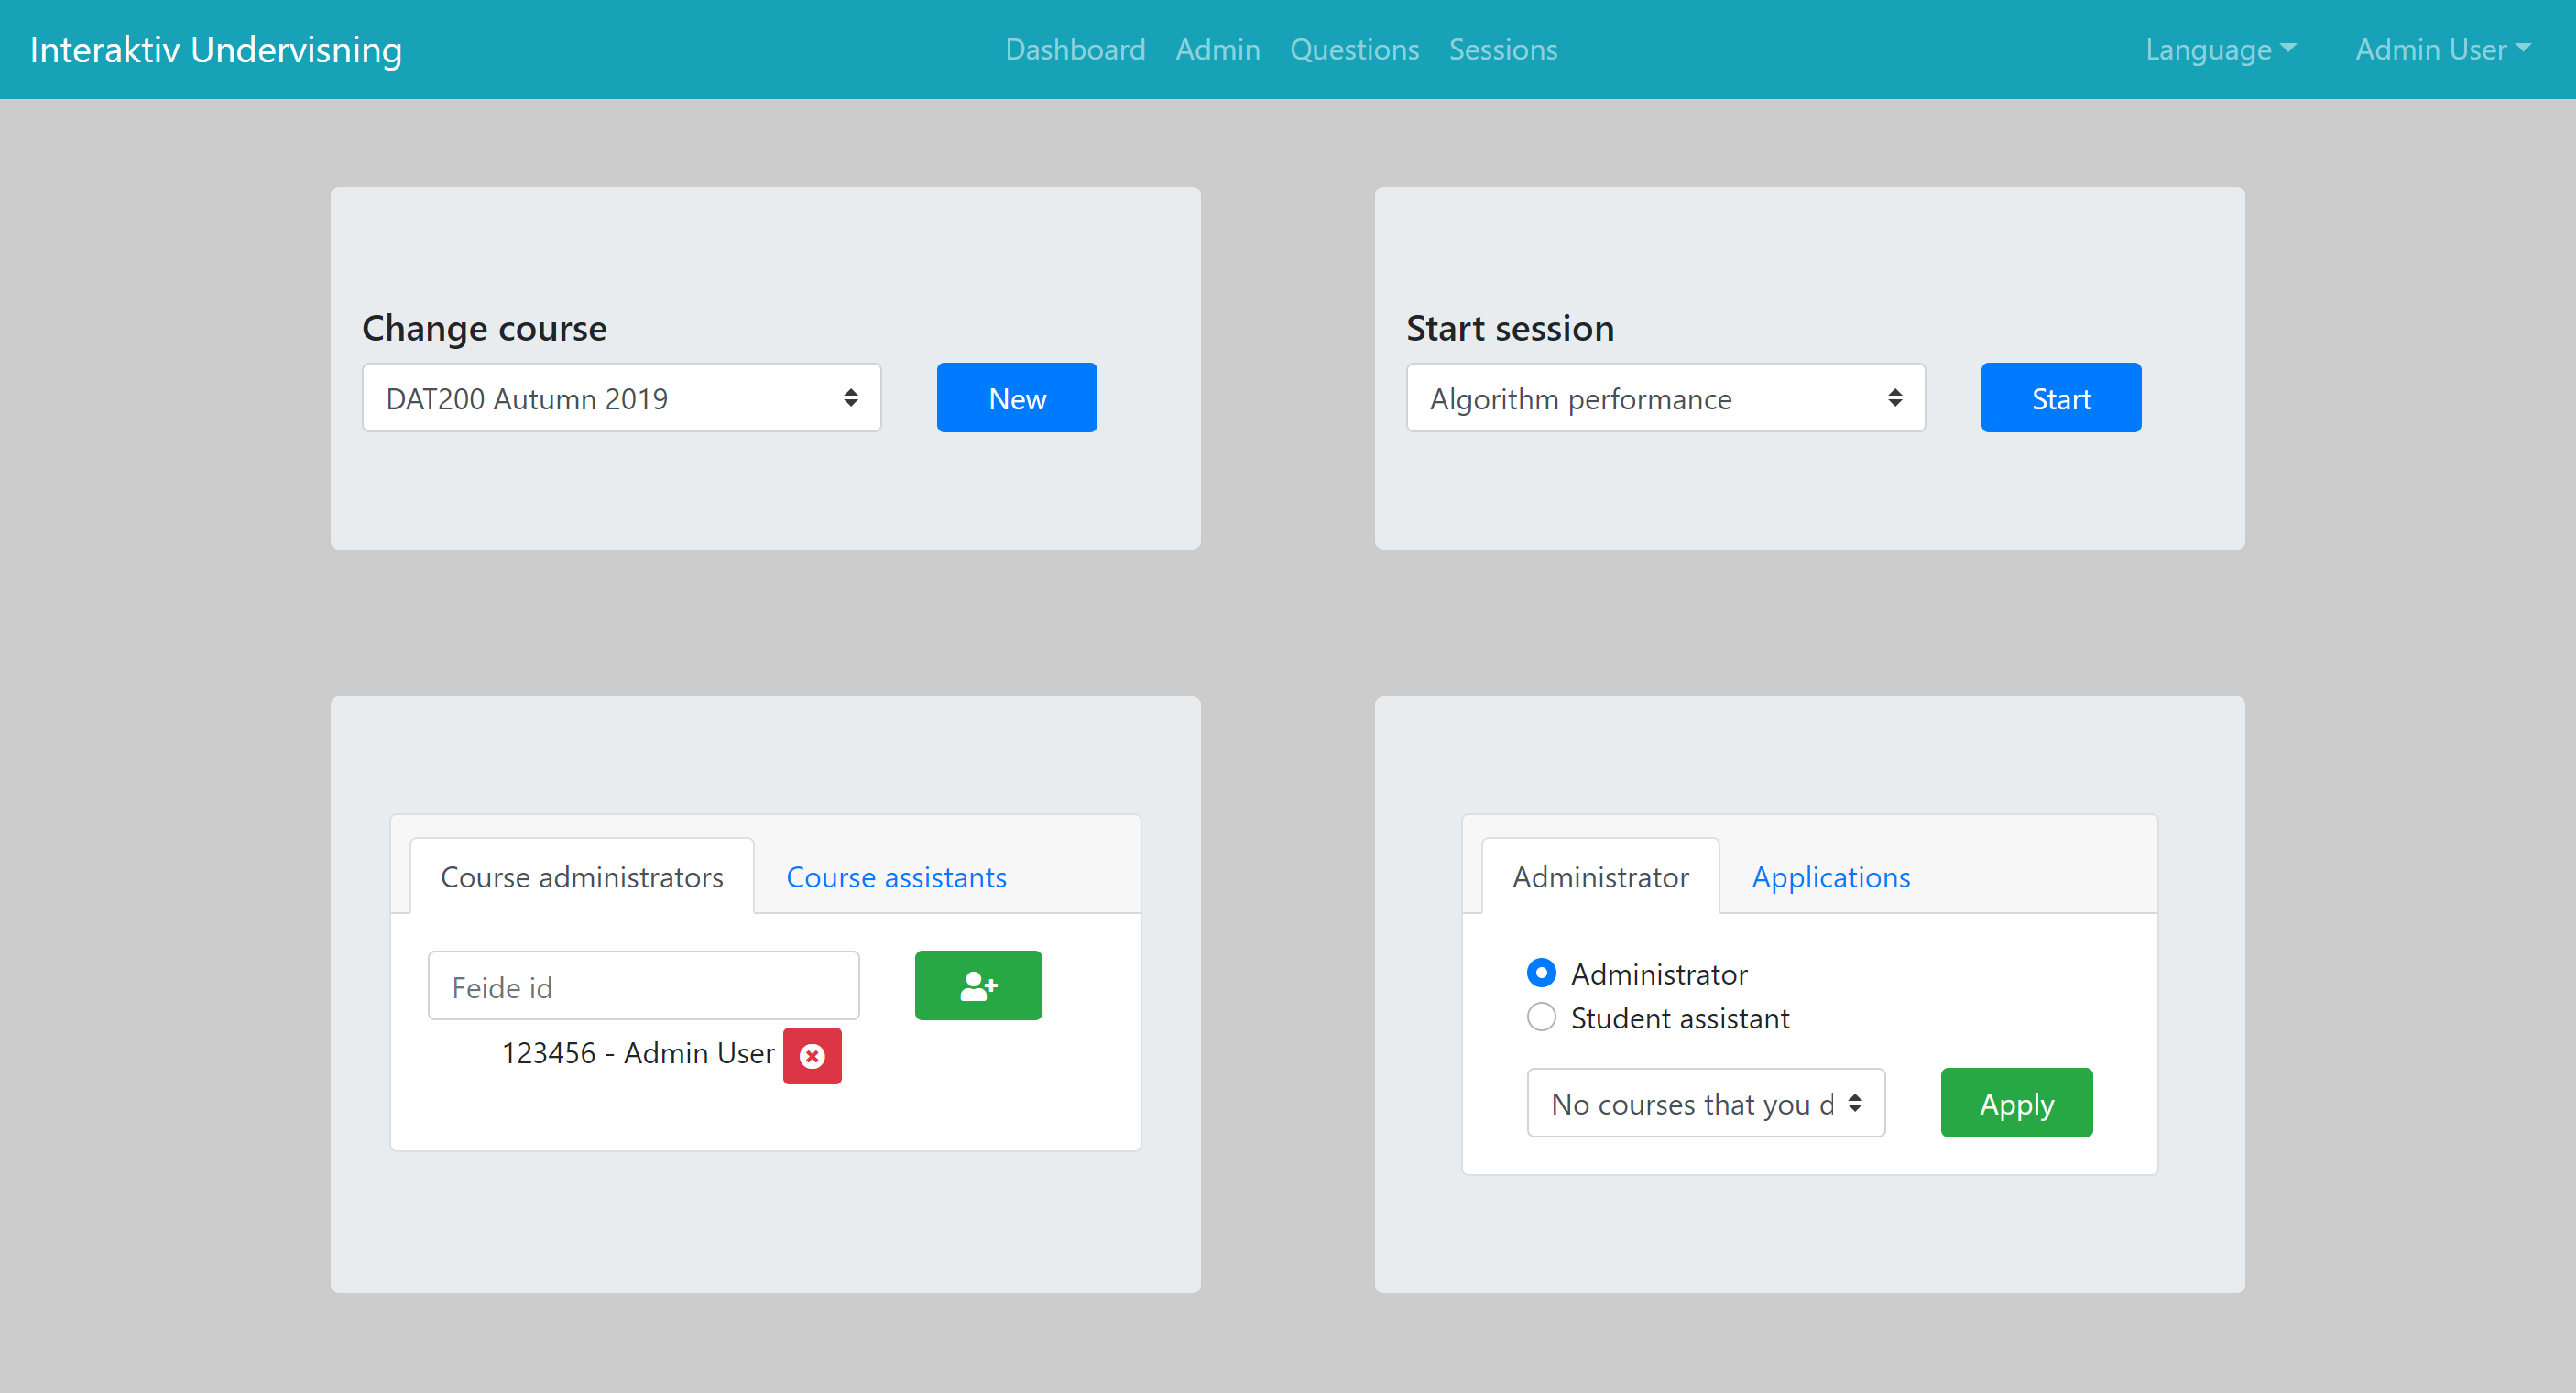 Interaktiv Undervisning
Dashboard Admin Questions Sessions
Language Admin User
Change course
DAT200 Autumn 2019
New
Start session
Algorithm performance
Start
Course administrators
Course assistants
Feide id
123456 - Admin User
Administrator
Applications
Administrator
Student assistant
No courses that you d
Apply